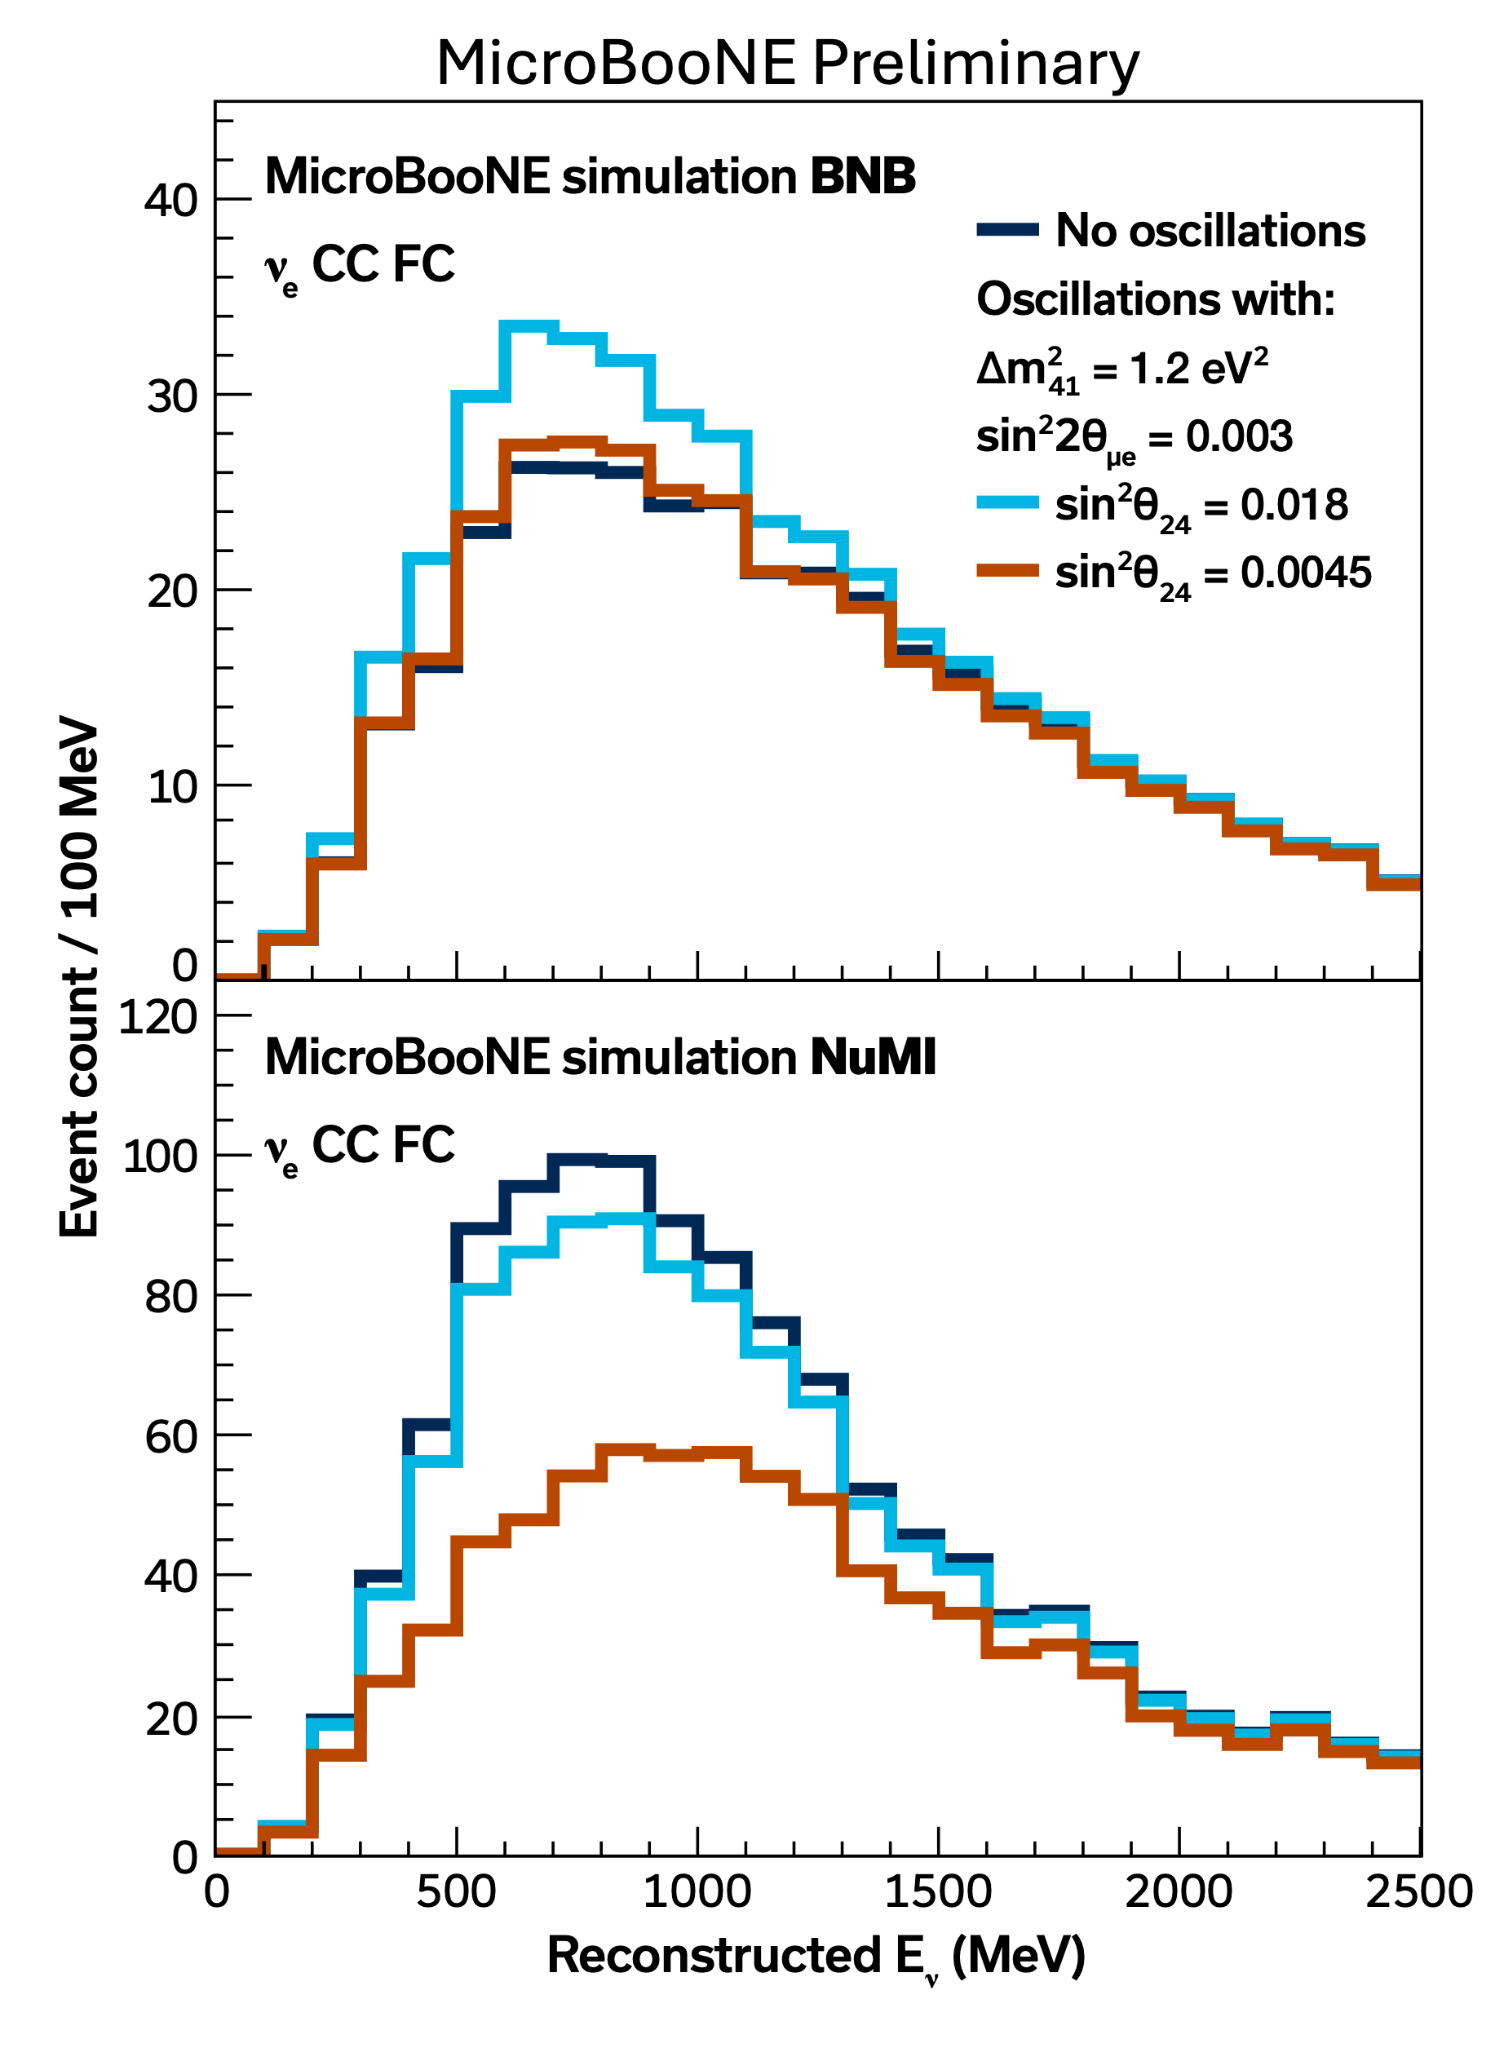 MicroBooNE Preliminary
MicroBooNE simulation BNB
νe CC FC
No oscillations
Oscillations with:
Δm²41 = 1.2 eV²
sin²2θμe = 0.003
sin²θ24 = 0.018
sin²θ24 = 0.0045
40
30
20
10
0
Event count / 100 MeV
MicroBooNE simulation NuMI
νe CC FC
120
100
80
60
40
20
0
0 500 1000 1500 2000 2500
Reconstructed Eν (MeV)